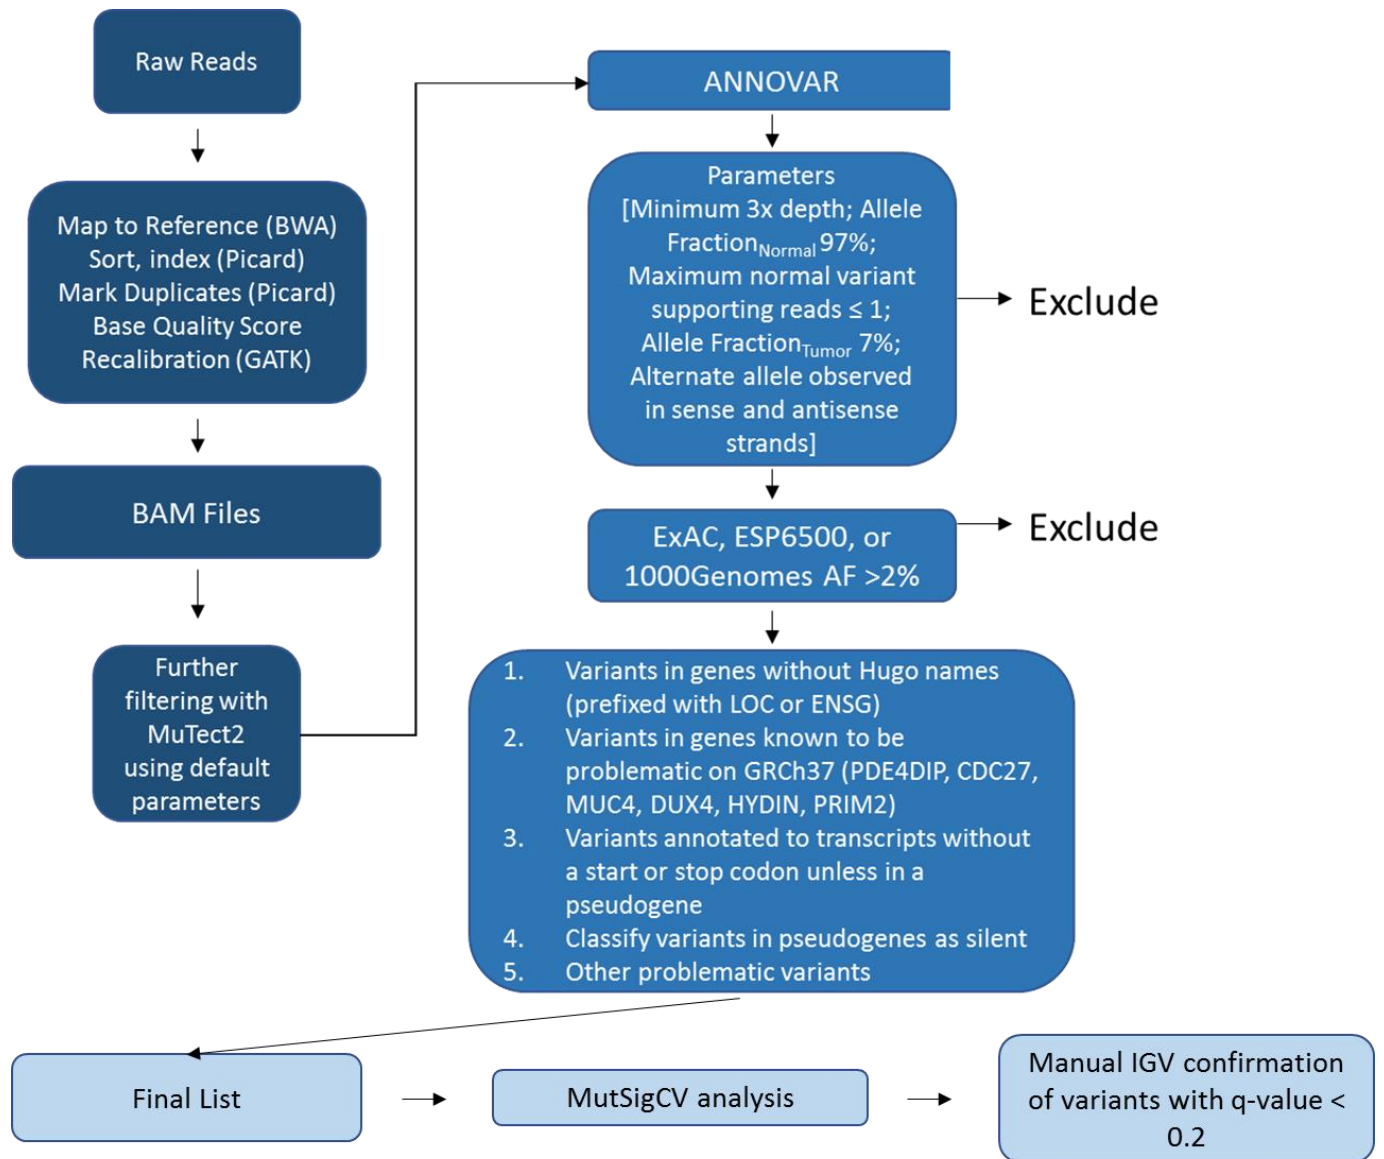 Raw Reads
Map to Reference (BWA)
Sort, index (Picard)
Mark Duplicates (Picard)
Base Quality Score
Recalibration (GATK)
BAM Files
Further
filtering with
MuTect2
using default
parameters
ANNOVAR
Parameters
[Minimum 3x depth; Allele
Fraction Normal 97%;
Maximum normal variant
supporting reads ≤ 1;
Allele Fraction Tumor 7%;
Alternate allele observed
in sense and antisense
strands]
Exclude
ExAC, ESP6500, or
1000Genomes AF >2%
Exclude
1. Variants in genes without Hugo names
(prefixed with LOC or ENSG)
2. Variants in genes known to be
problematic on GRCh37 (PDE4DIP, CDC27,
MUC4, DUX4, HYDIN, PRIM2)
3. Variants annotated to transcripts without
a start or stop codon unless in a
pseudogene
4. Classify variants in pseudogenes as silent
5. Other problematic variants
Final List
MutSigCV analysis
Manual IGV confirmation
of variants with q-value <
0.2